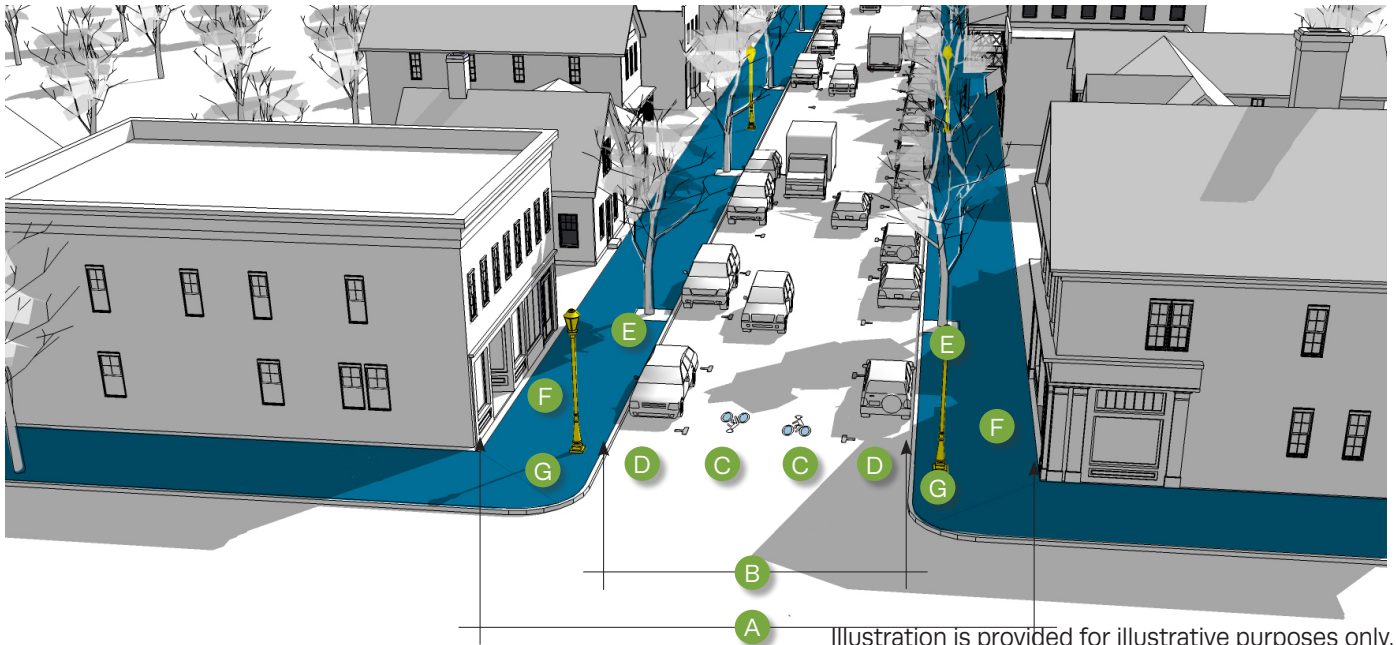 E
E
F
F
D
C
C
D
G
G
B
A
Illustration is provided for illustrative purposes only.